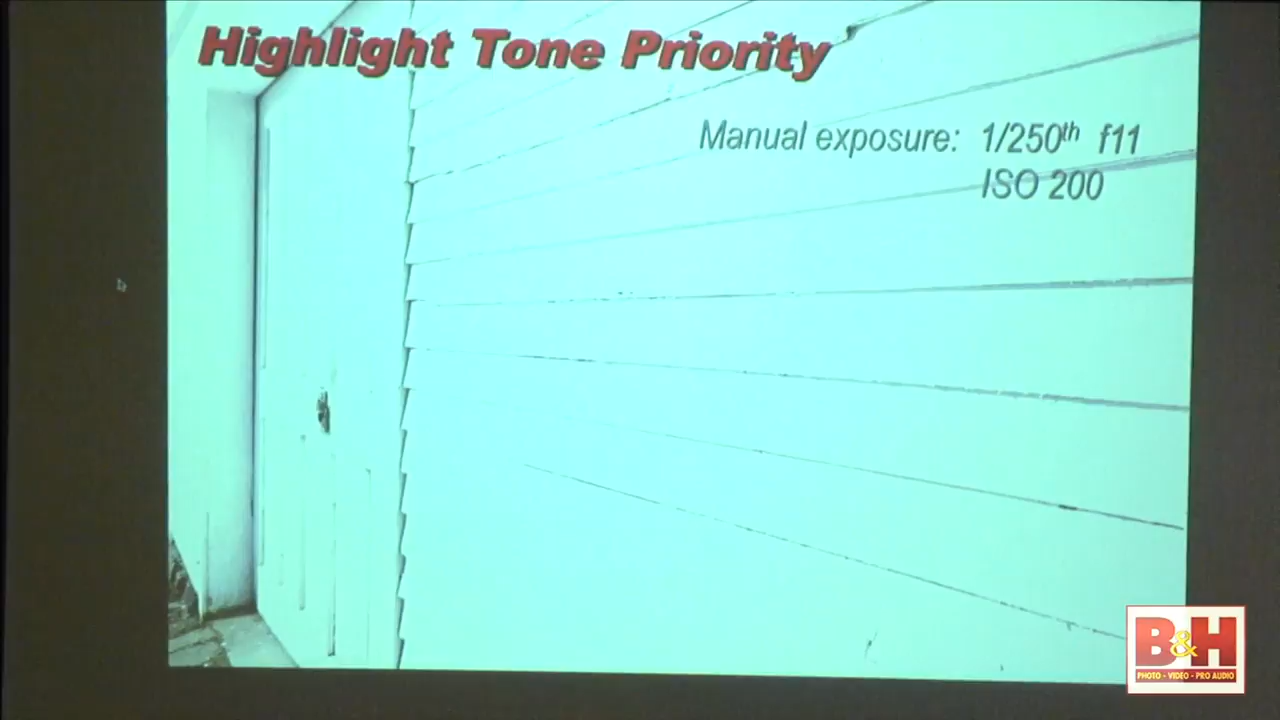 Highlight Tone Priority
Manual exposure: 1/250th f11
ISO 200
B&H
PHOTO - VIDEO - PRO AUDIO